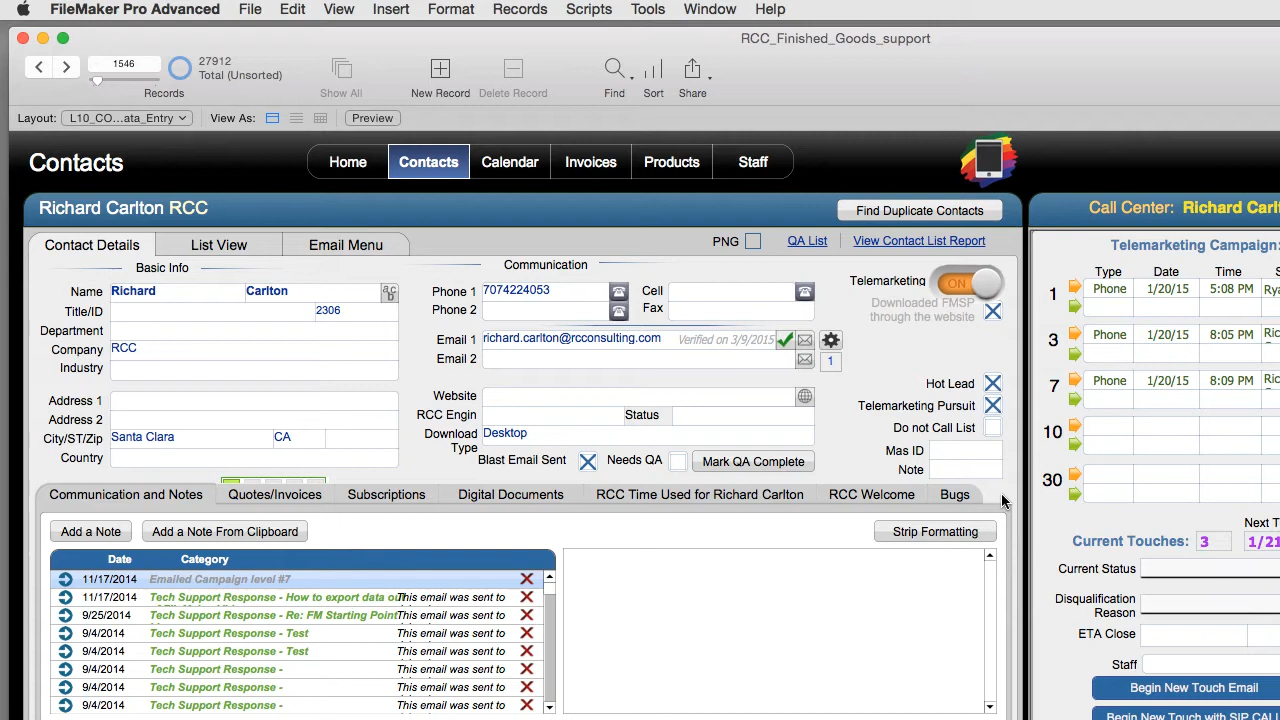 FileMaker Pro Advanced File Edit View Insert Format Records Scripts Tools Window Help
RCC_Finished_Goods_support
1546 27912
Total (Unsorted)
Records Show All New Record Delete Record Find Sort Share
Layout: L10_CO...ata_Entry View As: Preview
Contacts Home Contacts Calendar Invoices Products Staff
Richard Carlton RCC Find Duplicate Contacts
Contact Details List View Email Menu PNG QA List View Contact List Report
Basic Info
Name Richard Carlton
Title/ID 2306
Department
Company RCC
Industry
Address 1
Address 2
City/ST/Zip Santa Clara CA
Country
Communication
Phone 1 7074224053 Cell
Phone 2 Fax
Email 1 richard.carlton@rcconsulting.com Verified on 3/9/2015
Email 2 1
Website
RCC Engin Status
Download Type Desktop
Blast Email Sent Needs QA Mark QA Complete
Telemarketing ON
Downloaded FMSP
through the website
Hot Lead
Telemarketing Pursuit
Do not Call List
Mas ID
Note
Communication and Notes Quotes/Invoices Subscriptions Digital Documents RCC Time Used for Richard Carlton RCC Welcome Bugs
Add a Note Add a Note From Clipboard Strip Formatting
Date Category
11/17/2014 Emailed Campaign level #7
11/17/2014 Tech Support Response - How to export data ou This email was sent to
9/25/2014 Tech Support Response - Re: FM Starting Point This email was sent to
9/4/2014 Tech Support Response - Test This email was sent to
9/4/2014 Tech Support Response - Test This email was sent to
9/4/2014 Tech Support Response - This email was sent to
9/4/2014 Tech Support Response - This email was sent to
9/4/2014 Tech Support Response - This email was sent to
Call Center: Richard Carl
Telemarketing Campaign:
Type Date Time Su
1 Phone 1/20/15 5:08 PM Rya
3 Phone 1/20/15 8:05 PM Ric
7 Phone 1/20/15 8:09 PM Ric
10
30
Next T
Current Touches: 3 1/21
Current Status
Disqualification
Reason
ETA Close
Staff
Begin New Touch Email
Begin New Touch with SIP CALL